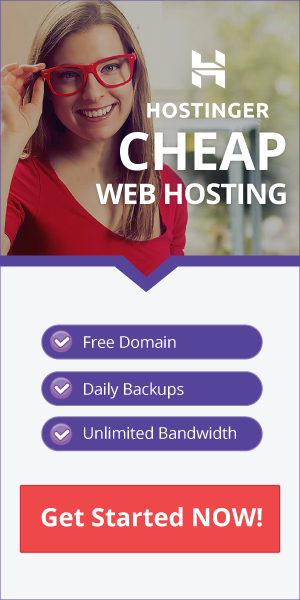 HOSTINGER
CHEAP
WEB HOSTING
Free Domain
Daily Backups
Unlimited Bandwidth
Get Started NOW!